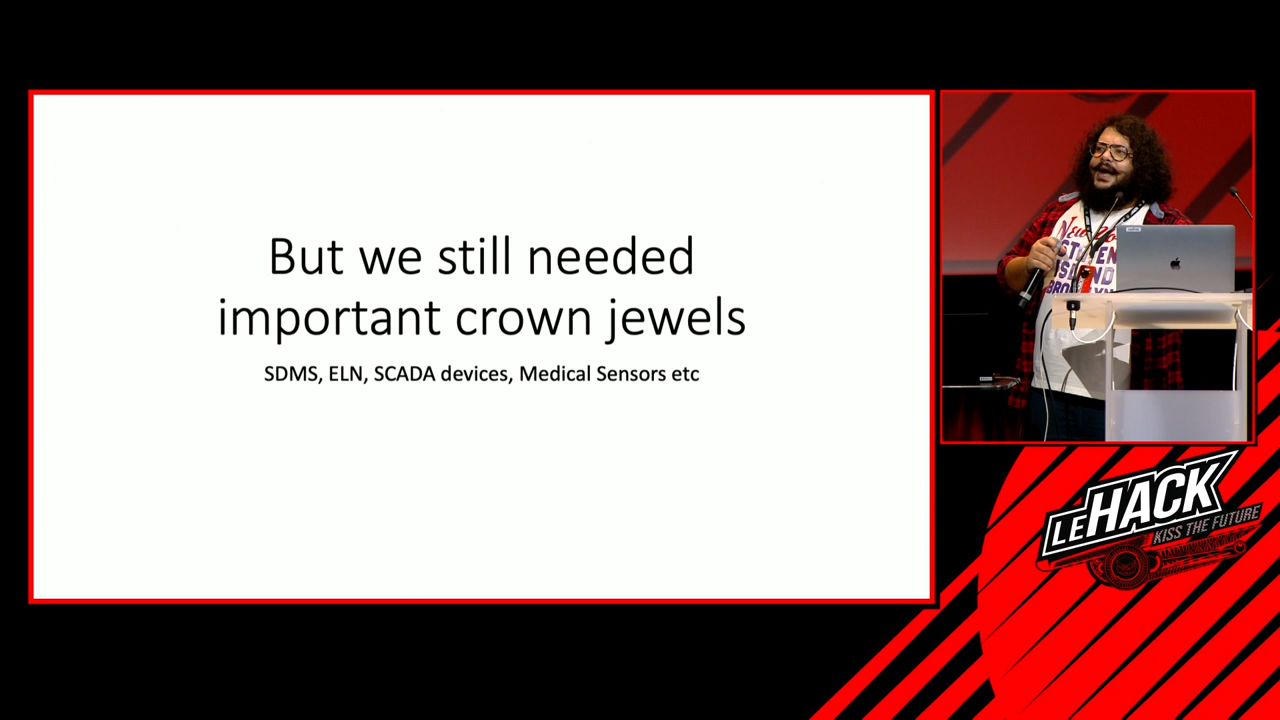 But we still needed
important crown jewels
SDMS, ELN, SCADA devices, Medical Sensors etc
LEHACK
KISS THE FUTURE